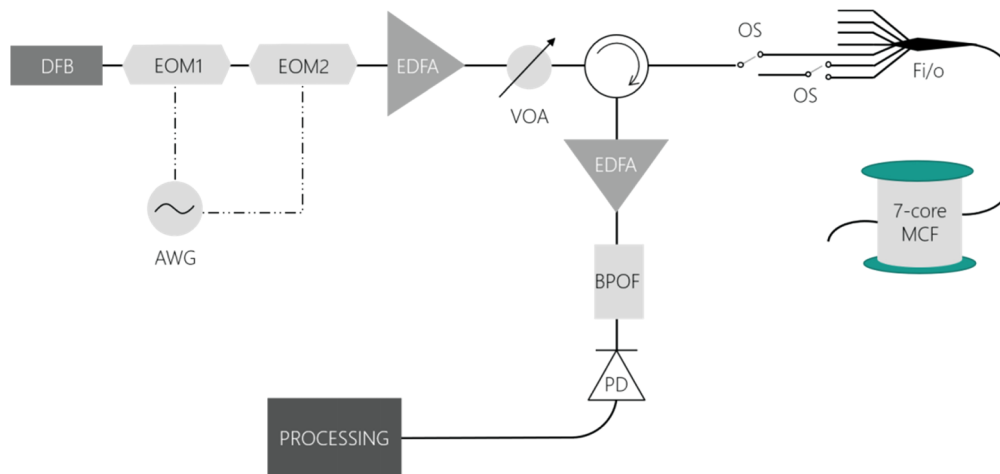 DFB
EOM1
EOM2
EDFA
VOA
OS
OS
Fi/o
EDFA
7-core
MCF
AWG
BPOF
PD
PROCESSING